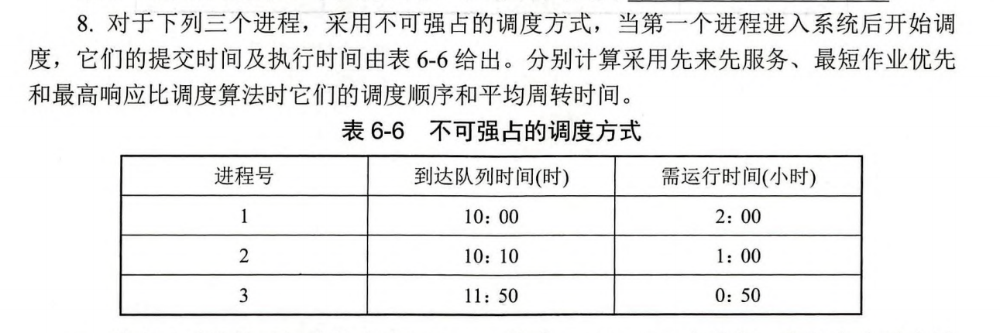 8. 对于下列三个进程，采用不可强占的调度方式，当第一个进程进入系统后开始调
度，它们的提交时间及执行时间由表 6-6 给出。分别计算采用先来先服务、最短作业优先
和最高响应比调度算法时它们的调度顺序和平均周转时间。
表 6-6 不可强占的调度方式
进程号 到达队列时间(时) 需运行时间(小时)
1 10：00 2：00
2 10：10 1：00
3 11：50 0：50